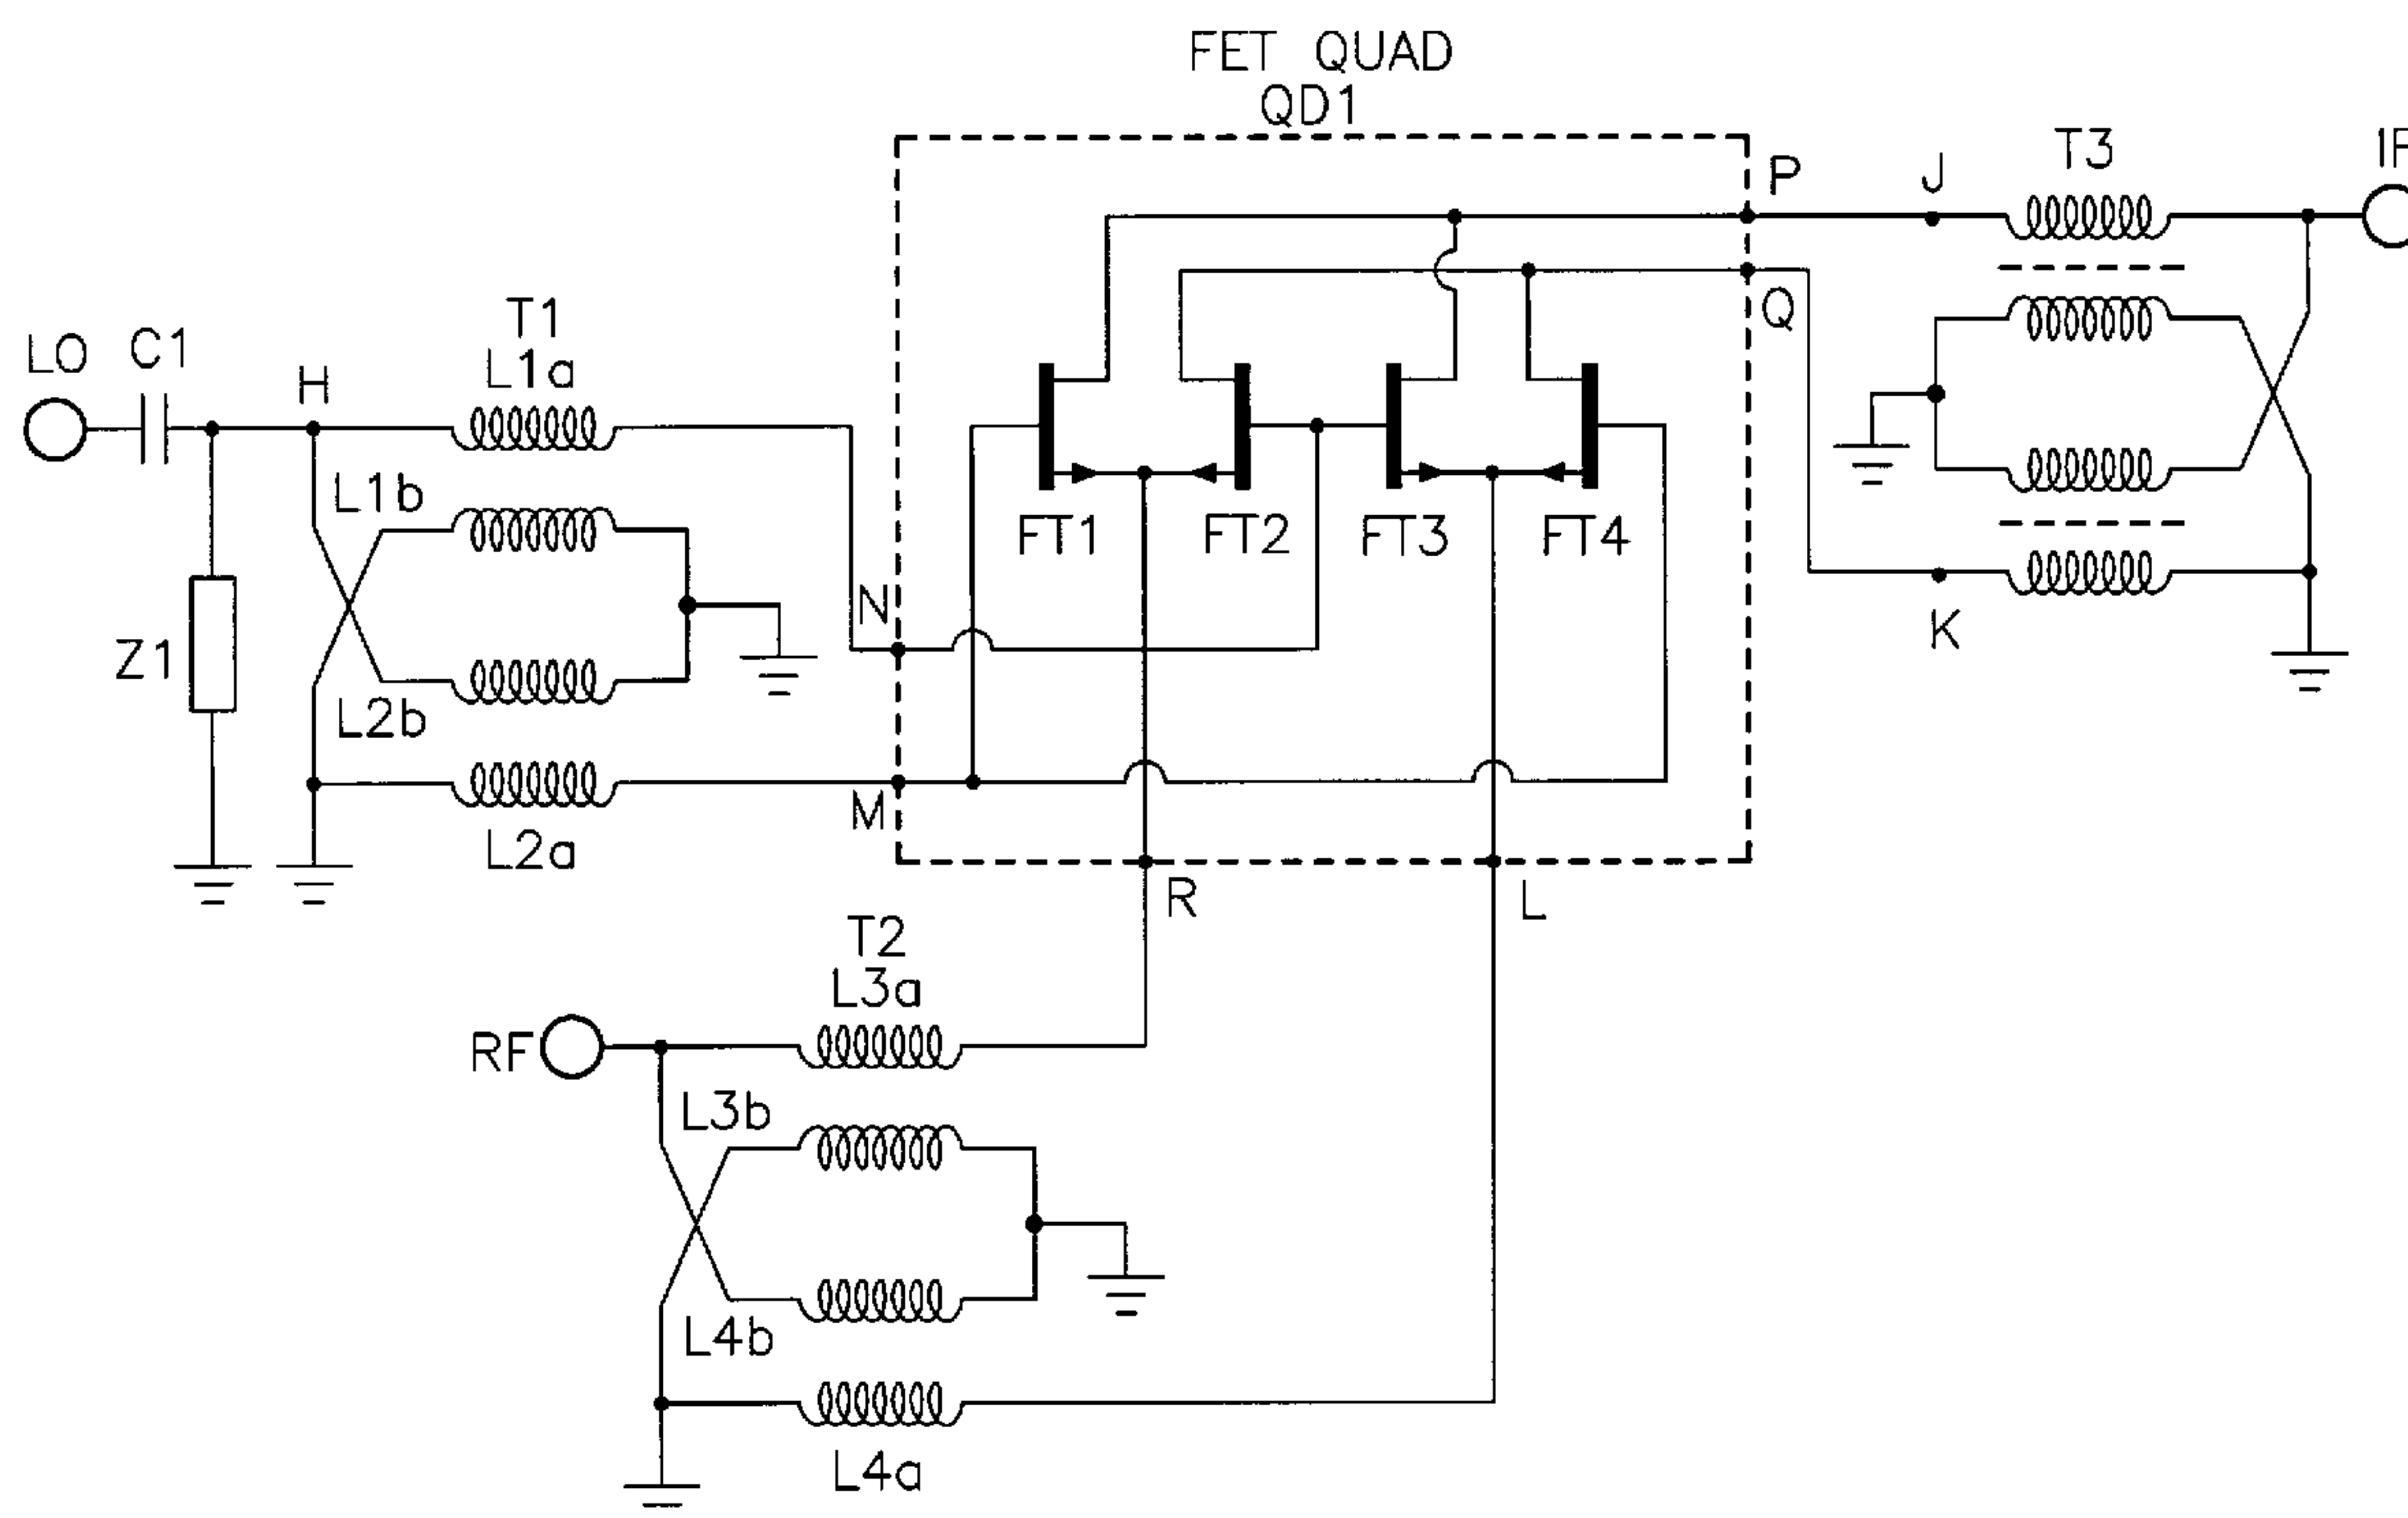 FET QUAD
QD1
P
J
T3
IF
Q
T1
L1a
LO
C1
H
L1b
FT1
FT2
FT3
FT4
N
K
Z1
L2b
M
L2a
R
L
T2
L3a
RF
L3b
L4b
L4a